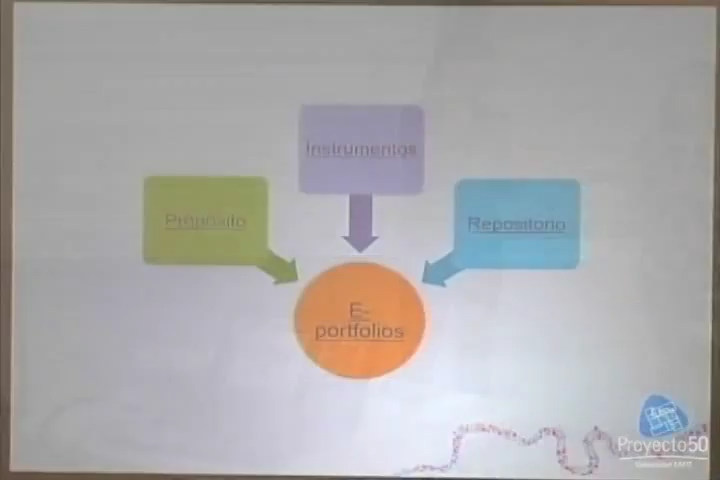 Instrumentos
Propósito
Repositorio
E-
portfolios
Proyecto50